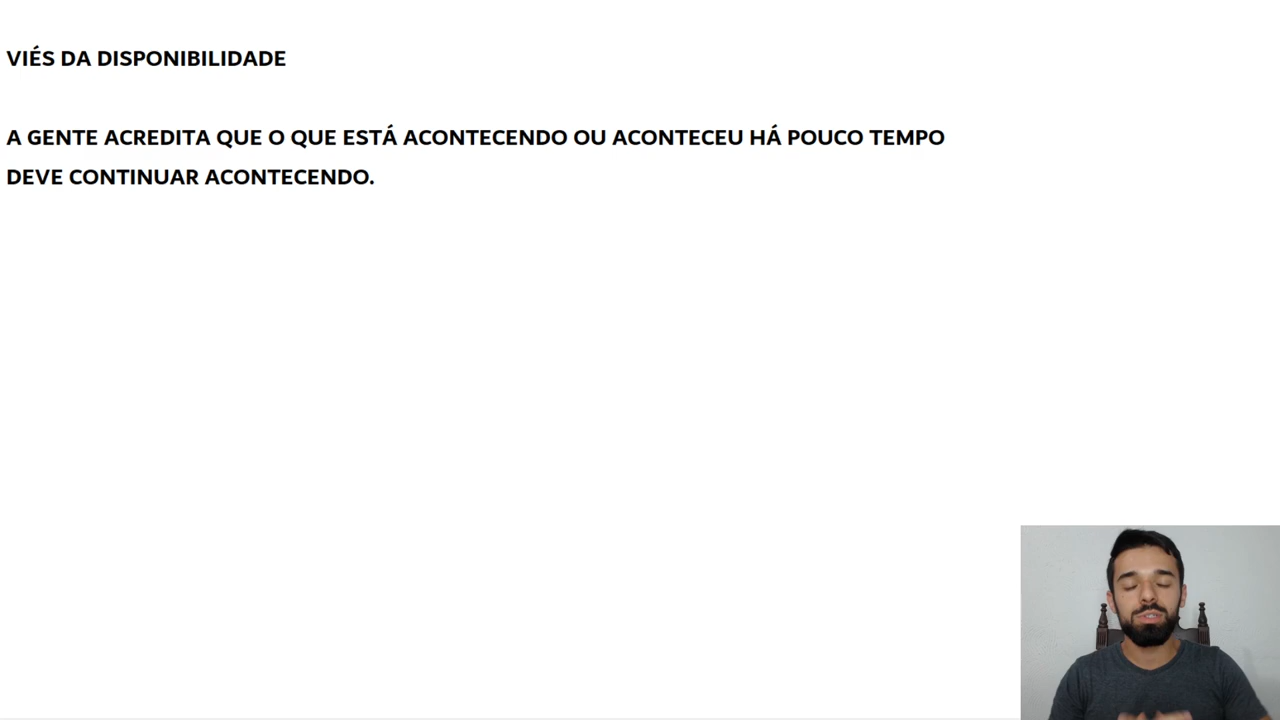 VIÉS DA DISPONIBILIDADE
A GENTE ACREDITA QUE O QUE ESTÁ ACONTECENDO OU ACONTECEU HÁ POUCO TEMPO
DEVE CONTINUAR ACONTECENDO.